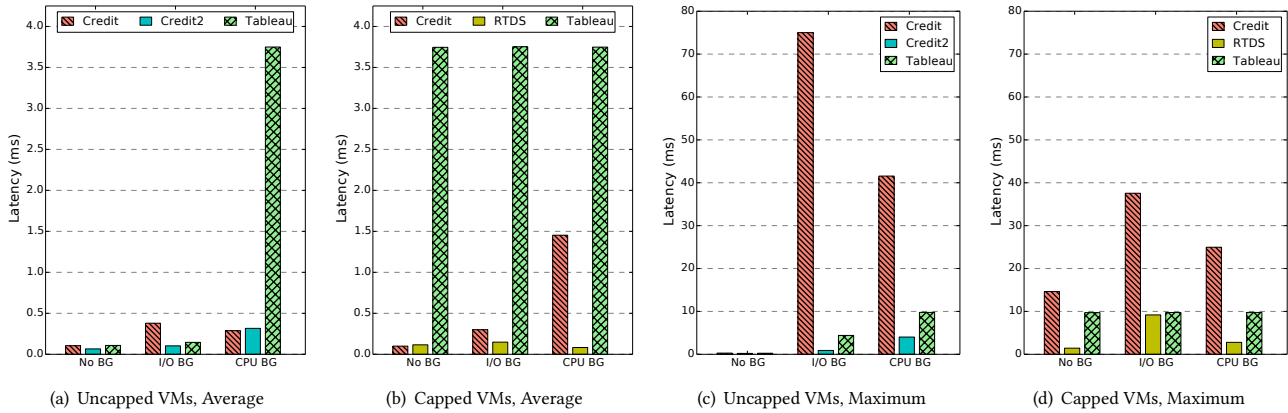 Latency (ms)
4.0
3.5
3.0
2.5
2.0
1.5
1.0
0.5
0.0
Credit
Credit2
Tableau
No BG
I/O BG
CPU BG
(a) Uncapped VMs, Average
Latency (ms)
4.0
3.5
3.0
2.5
2.0
1.5
1.0
0.5
0.0
Credit
RTDS
Tableau
No BG
I/O BG
CPU BG
(b) Capped VMs, Average
Latency (ms)
80
70
60
50
40
30
20
10
0
Credit
Credit2
Tableau
No BG
I/O BG
CPU BG
(c) Uncapped VMs, Maximum
Latency (ms)
80
70
60
50
40
30
20
10
0
Credit
RTDS
Tableau
No BG
I/O BG
CPU BG
(d) Capped VMs, Maximum